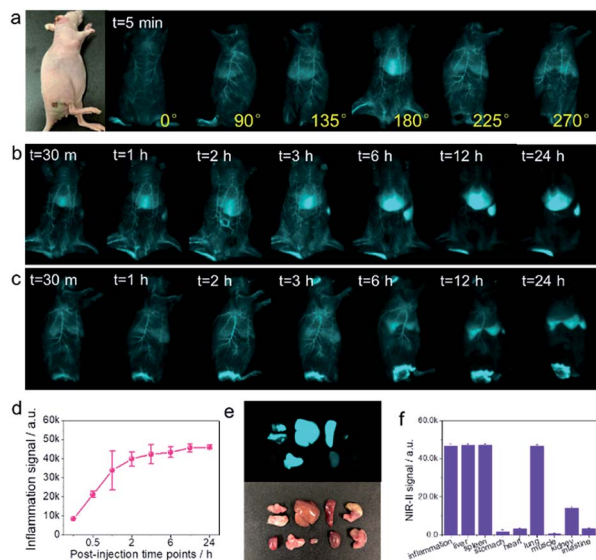 a
t=5 min
0° 90° 135° 180° 225° 270°
b
t=30 m t=1 h t=2 h t=3 h t=6 h t=12 h t=24 h
c
t=30 m t=1 h t=2 h t=3 h t=6 h t=12 h t=24 h
d
Inflammation signal / a.u.
60k
50k
40k
30k
20k
10k
0
0.5 2 6 24
Post-injection time points / h
e
f
NIR-II signal / a.u.
60.0k
40.0k
20.0k
0.0
inflammation liver spleen stomach heart lung muscle kidney intestine